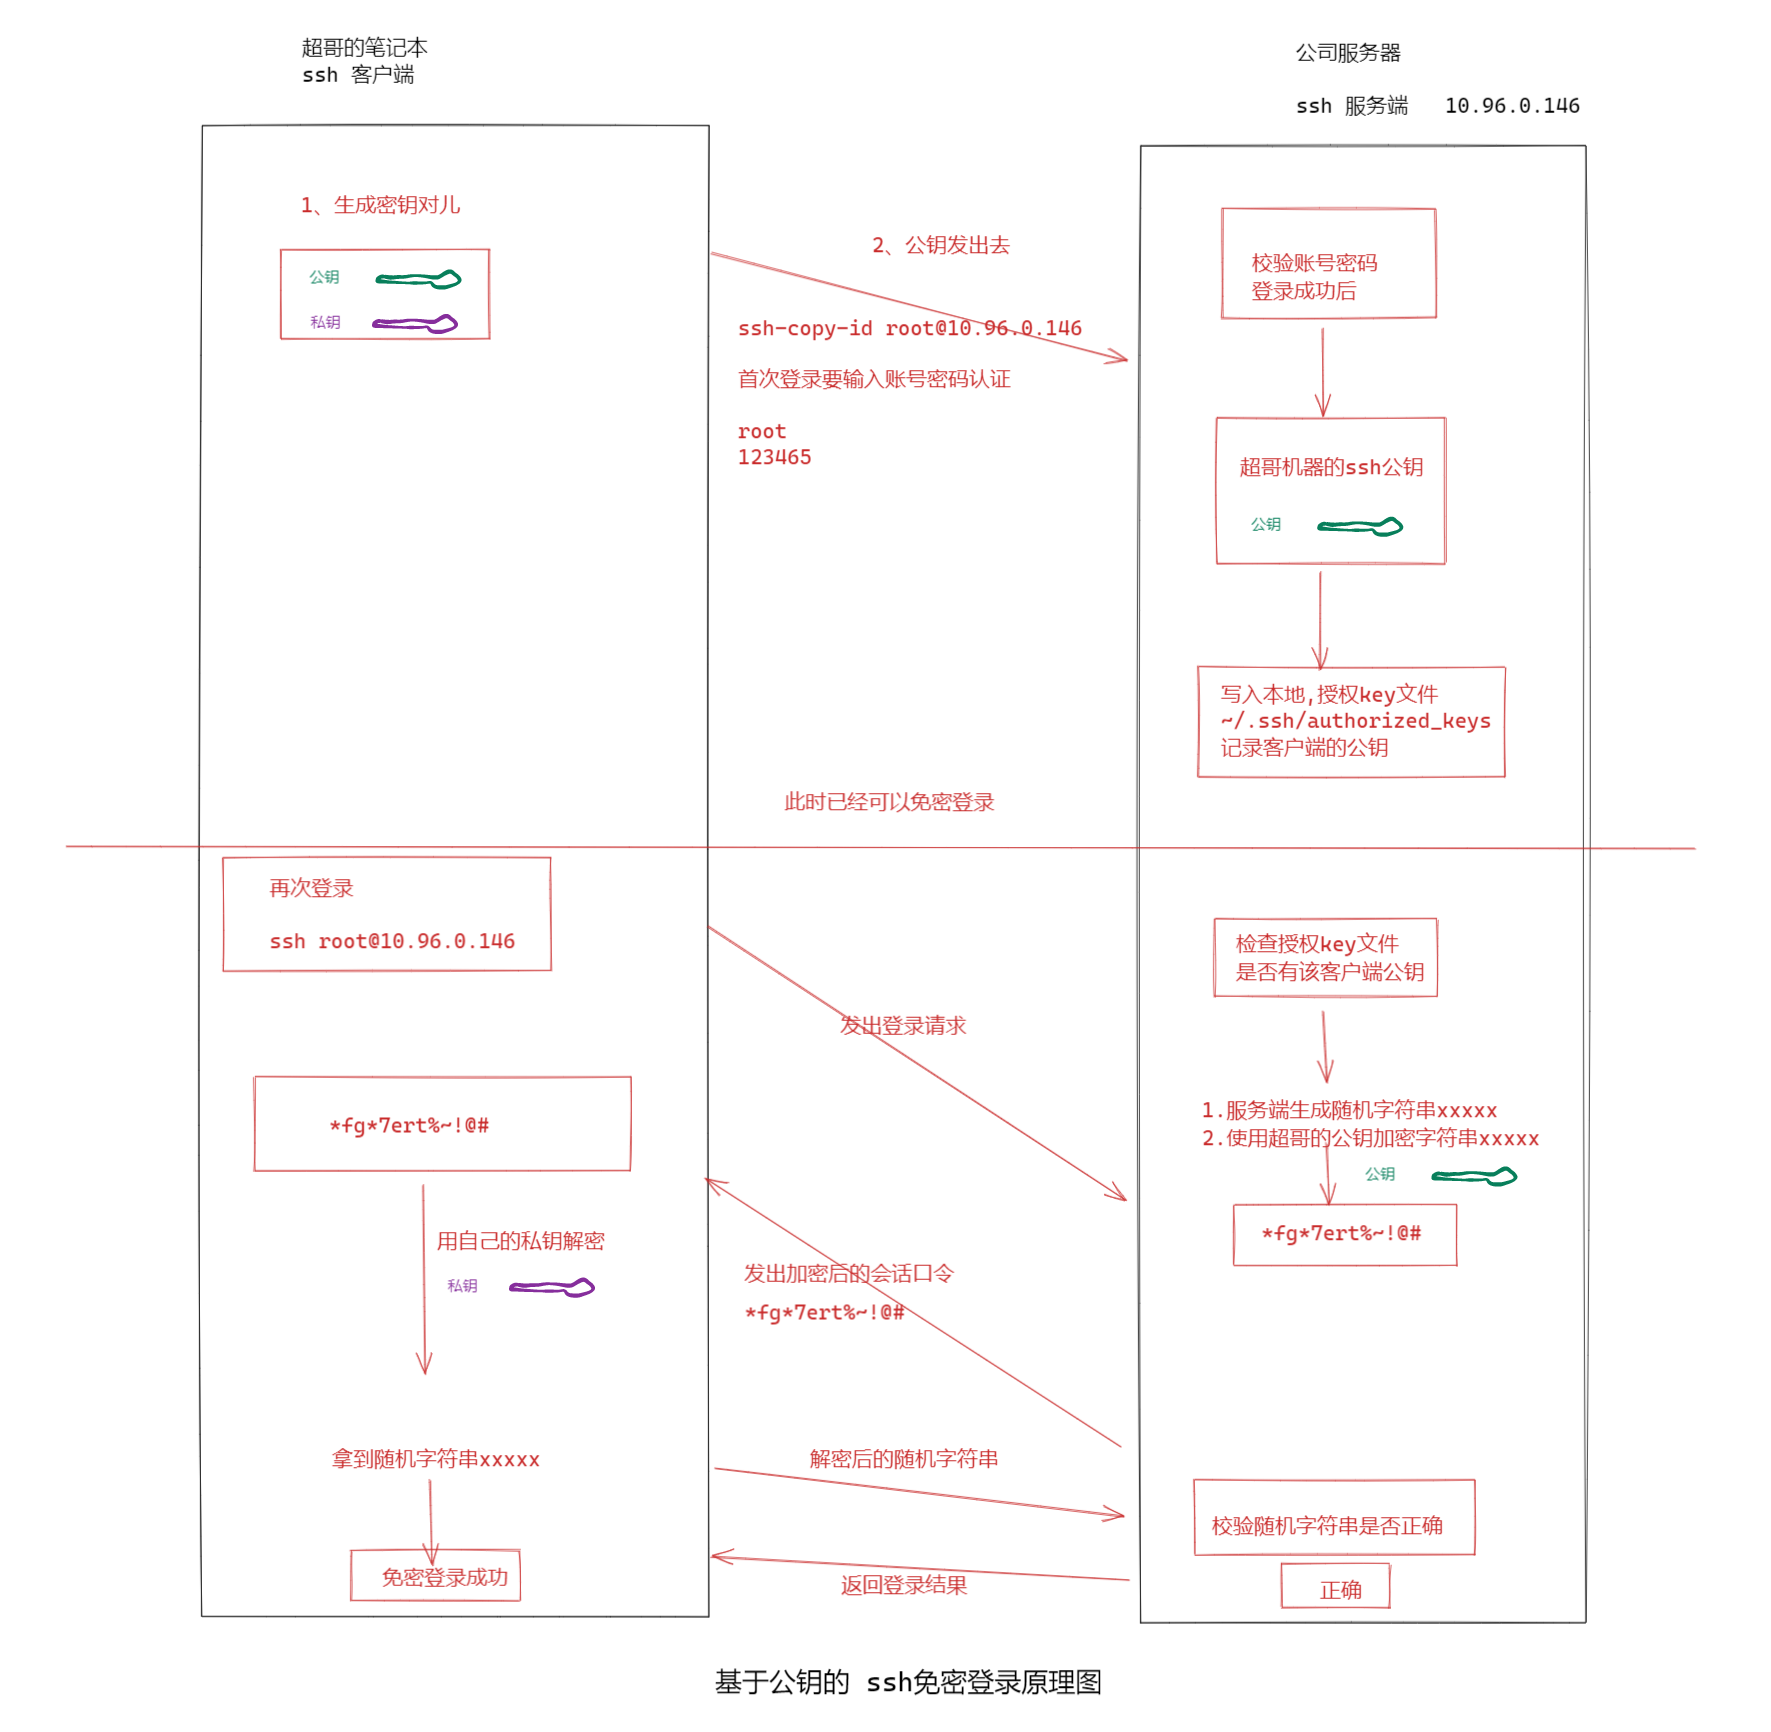 超哥的笔记本
ssh 客户端
公司服务器
ssh 服务端 10.96.0.146
1、生成密钥对儿
公钥
私钥
2、公钥发出去
ssh-copy-id root@10.96.0.146
首次登录要输入账号密码认证
root
123465
校验账号密码
登录成功后
超哥机器的ssh公钥
公钥
写入本地,授权key文件
~/.ssh/authorized_keys
记录客户端的公钥
此时已经可以免密登录
再次登录
ssh root@10.96.0.146
发出登录请求
检查授权key文件
是否有该客户端公钥
1.服务端生成随机字符串xxxxx
2.使用超哥的公钥加密字符串xxxxx
公钥
*fg*7ert%~!@#
发出加密后的会话口令
*fg*7ert%~!@#
*fg*7ert%~!@#
用自己的私钥解密
私钥
拿到随机字符串xxxxx
解密后的随机字符串
校验随机字符串是否正确
正确
返回登录结果
免密登录成功
基于公钥的 ssh免密登录原理图